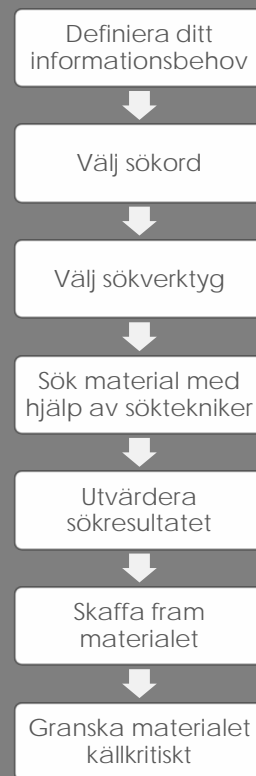 Definiera ditt
informationsbehov
Välj sökord
Välj sökverktyg
Sök material med
hjälp av söktekniker
Utvärdera
sökresultatet
Skaffa fram
materialet
Granska materialet
källkritiskt